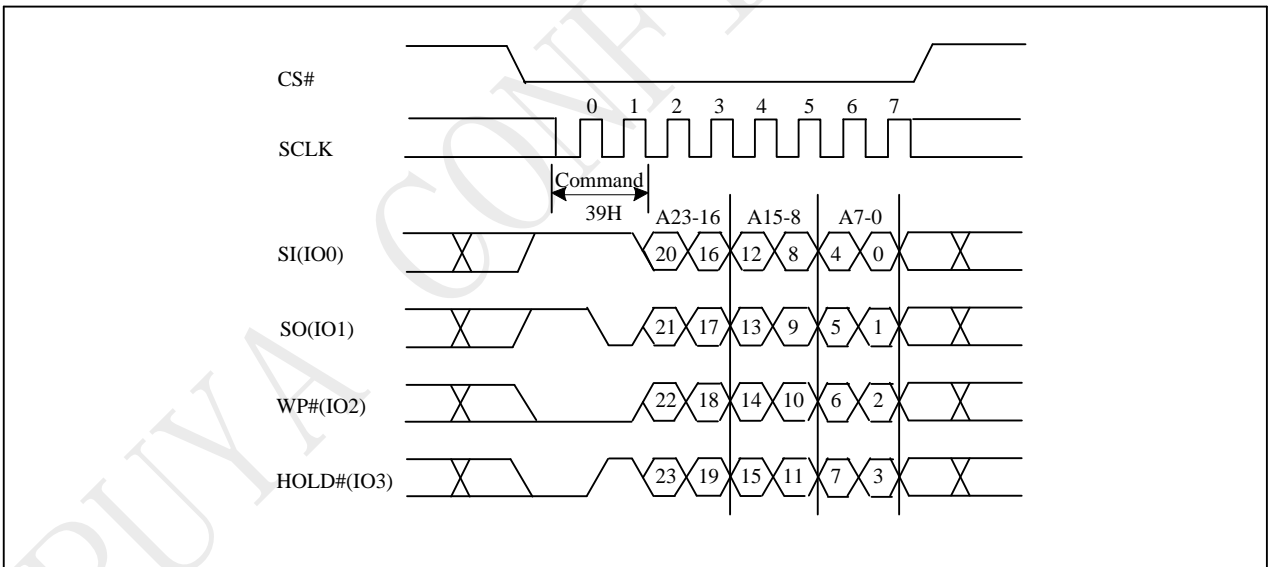 PUYA CONF
CS#
0 1 2 3 4 5 6 7
SCLK
Command
39H
A23-16 A15-8 A7-0
SI(IO0) 20 16 12 8 4 0
SO(IO1) 21 17 13 9 5 1
WP#(IO2) 22 18 14 10 6 2
HOLD#(IO3) 23 19 15 11 7 3